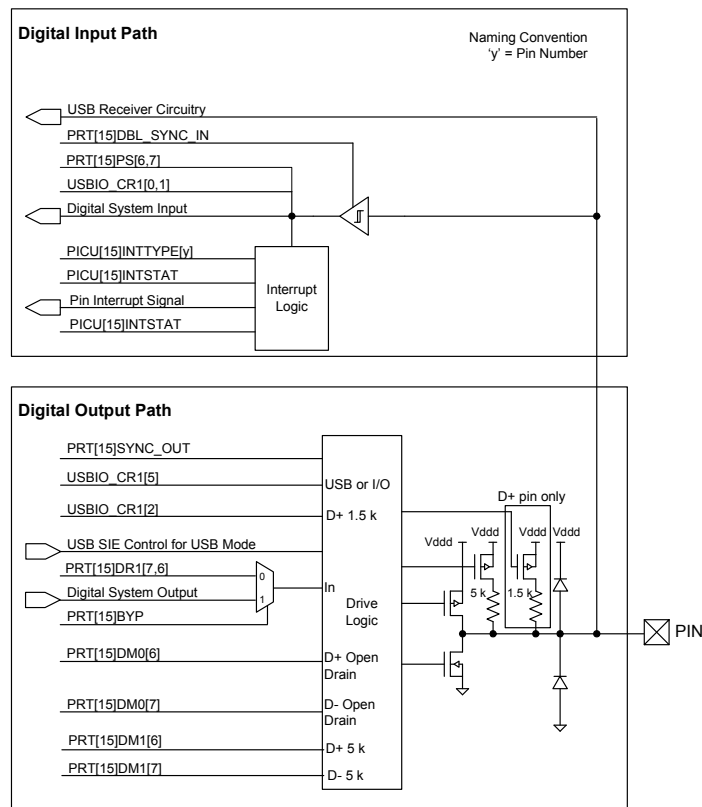 Digital Input Path
Naming Convention
'y' = Pin Number
USB Receiver Circuitry
PRT[15]DBL_SYNC_IN
PRT[15]PS[6,7]
USBIO_CR1[0,1]
Digital System Input
PICU[15]INTTYPE[y]
PICU[15]INTSTAT
Interrupt
Logic
Pin Interrupt Signal
PICU[15]INTSTAT
Digital Output Path
PRT[15]SYNC_OUT
USBIO_CR1[5]
USB or I/O
D+ pin only
USBIO_CR1[2]
D+ 1.5 k
Vddd
Vddd
Vddd
Vddd
USB SIE Control for USB Mode
PRT[15]DR1[7,6]
0
Digital System Output
1
In
5 k
1.5 k
PRT[15]BYP
Drive
Logic
PIN
PRT[15]DM0[6]
D+ Open
Drain
PRT[15]DM0[7]
D- Open
Drain
PRT[15]DM1[6]
D+ 5 k
PRT[15]DM1[7]
D- 5 k